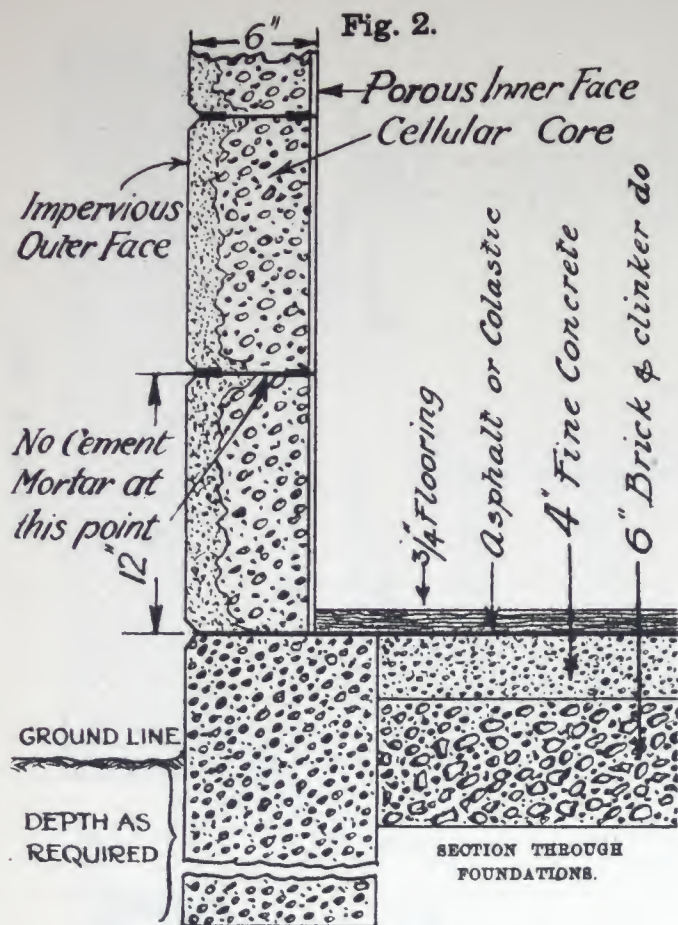 Fig. 2.
6"
Porous Inner Face
Cellular Core
Impervious
Outer Face
No Cement
Mortar at
this point
12"
3/4" Flooring
Asphalt or Colastre
4" Fine Concrete
6" Brick & clinker do
GROUND LINE
DEPTH AS
REQUIRED
SECTION THROUGH
FOUNDATIONS.